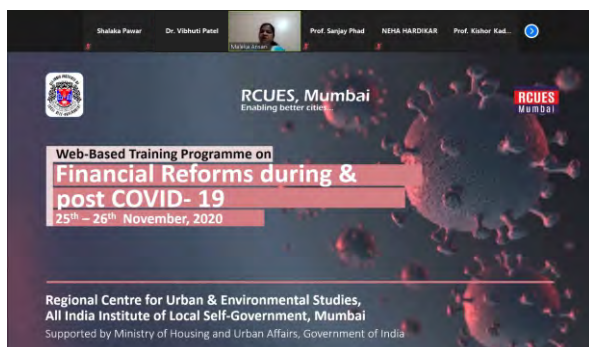 Shalaka Pawar Dr. Vibhuti Patel Prof. Sanjay Phad NEHA HARDIKAR Prof. Kishor Kad...
RCUES, Mumbai
Enabling better cities...
RCUES
Mumbai
Web-Based Training Programme on
Financial Reforms during &
post COVID- 19
25th – 26th November, 2020
Regional Centre for Urban & Environmental Studies,
All India Institute of Local Self-Government, Mumbai
Supported by Ministry of Housing and Urban Affairs, Government of India